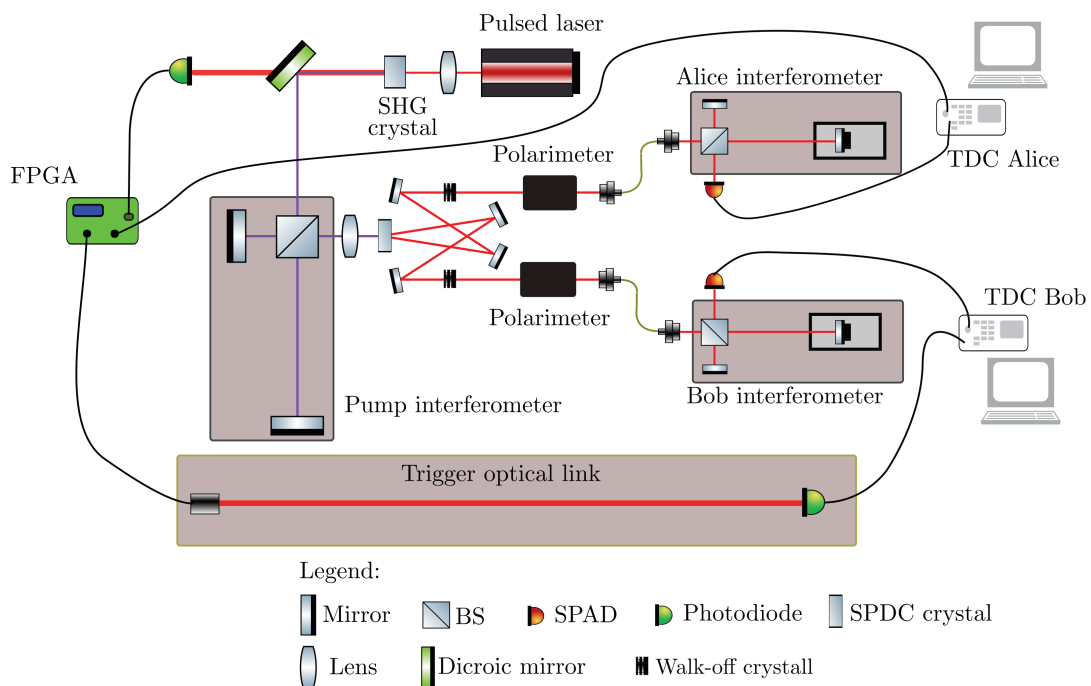 Pulsed laser
SHG
crystal
Alice interferometer
TDC Alice
Polarimeter
FPGA
Polarimeter
TDC Bob
Pump interferometer
Bob interferometer
Trigger optical link
Legend:
Mirror
BS
SPAD
Photodiode
SPDC crystal
Lens
Dicroic mirror
Walk-off crystall